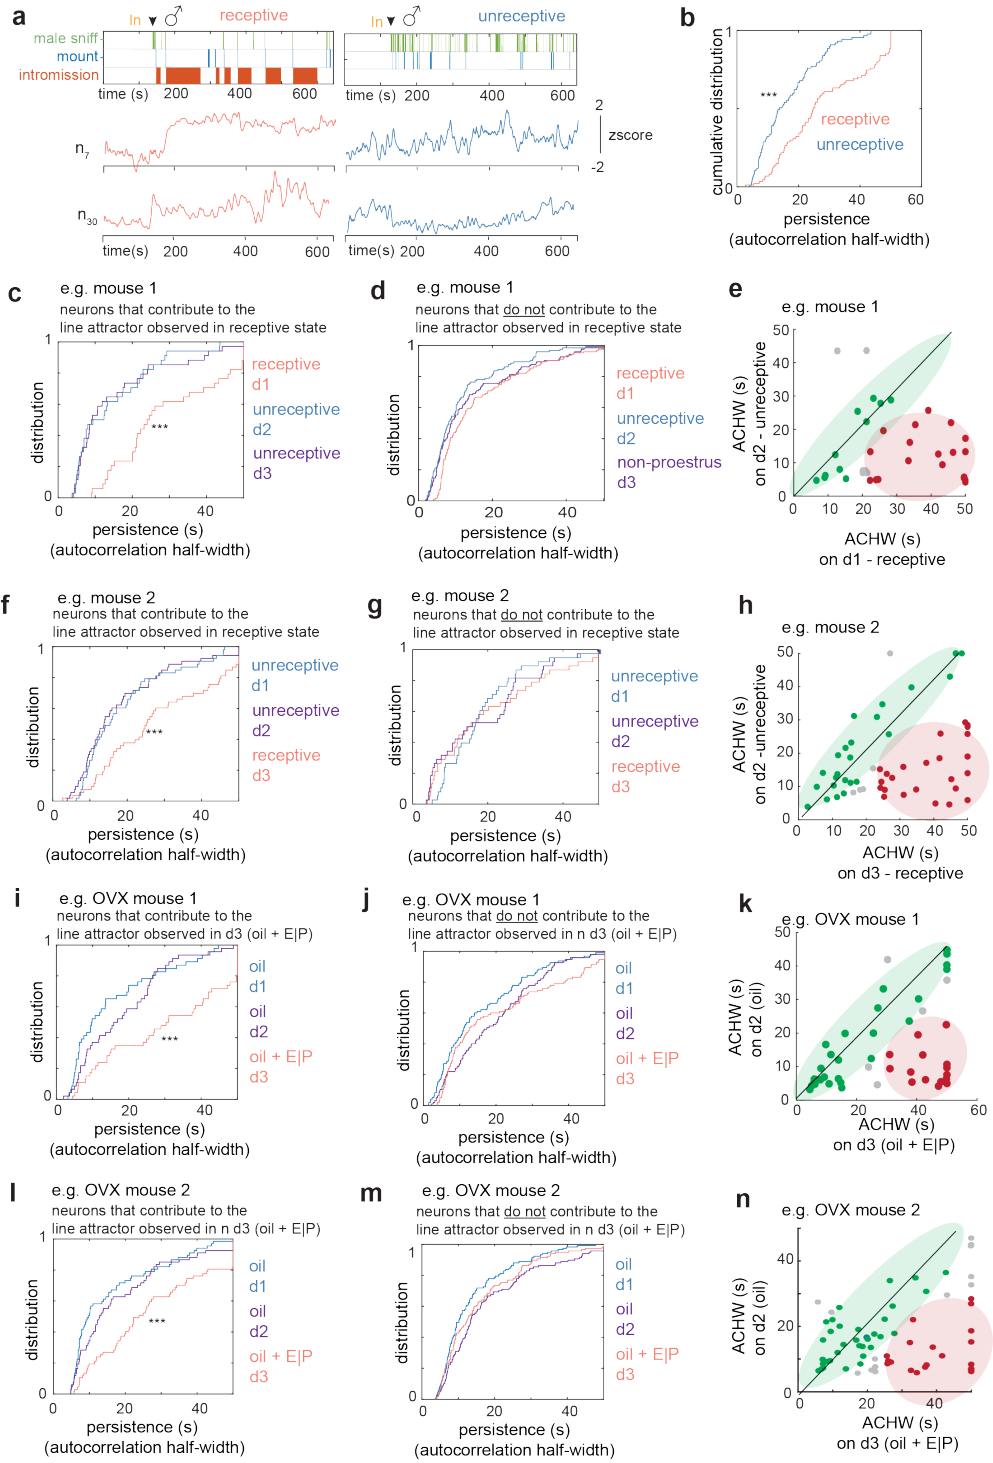 a
In
receptive
In
unreceptive
male sniff
mount
intromission
time (s)
200
400
600
time (s)
200
400
600
n7
2
zscore
-2
200
400
600
200
400
600
n30
time(s)
200
400
600
time(s)
200
400
600
b
1
cumulative distribution
***
receptive
unreceptive
0
0
20
40
60
persistence
(autocorrelation half-width)
c
e.g. mouse 1
neurons that contribute to the
line attractor observed in receptive state
1
distribution
0
***
receptive
d1
unreceptive
d2
unreceptive
d3
0
20
40
persistence (s)
(autocorrelation half-width)
d
e.g. mouse 1
neurons that do not contribute to the
line attractor observed in receptive state
1
distribution
0
receptive
d1
unreceptive
d2
non-proestrus
d3
0
20
40
persistence (s)
(autocorrelation half-width)
e
e.g. mouse 1
ACHW (s)
on d2 - unreceptive
50
40
30
20
10
0
0
10
20
30
40
50
ACHW (s)
on d1 - receptive
f
e.g. mouse 2
neurons that contribute to the
line attractor observed in receptive state
1
distribution
0
***
unreceptive
d1
unreceptive
d2
receptive
d3
0
20
40
persistence (s)
(autocorrelation half-width)
g
e.g. mouse 2
neurons that do not contribute to the
line attractor observed in receptive state
1
distribution
0
unreceptive
d1
unreceptive
d2
receptive
d3
0
20
40
persistence (s)
(autocorrelation half-width)
h
e.g. mouse 2
ACHW (s)
on d2 -unreceptive
50
40
30
20
10
0
0
10
20
30
40
50
ACHW (s)
on d3 - receptive
i
e.g. OVX mouse 1
neurons that contribute to the
line attractor observed in d3 (oil + E|P)
1
distribution
0
***
oil
d1
oil
d2
oil + E|P
d3
0
20
40
persistence (s)
(autocorrelation half-width)
j
e.g. OVX mouse 1
neurons that do not contribute to the
line attractor observed in n d3 (oil + E|P)
1
distribution
0
oil
d1
oil
d2
oil + E|P
d3
0
20
40
persistence (s)
(autocorrelation half-width)
k
e.g. OVX mouse 1
ACHW (s)
on d2 (oil)
50
40
30
20
10
0
0
20
40
60
ACHW (s)
on d3 (oil + E|P)
l
e.g. OVX mouse 2
neurons that contribute to the
line attractor observed in n d3 (oil + E|P)
1
distribution
0
***
oil
d1
oil
d2
oil + E|P
d3
0
20
40
persistence (s)
(autocorrelation half-width)
m
e.g. OVX mouse 2
neurons that do not contribute to the
line attractor observed in n d3 (oil + E|P)
1
distribution
0
oil
d1
oil
d2
oil + E|P
d3
0
20
40
persistence (s)
(autocorrelation half-width)
n
e.g. OVX mouse 2
ACHW (s)
on d2 (oil)
40
20
0
0
20
40
ACHW (s)
on d3 (oil + E|P)